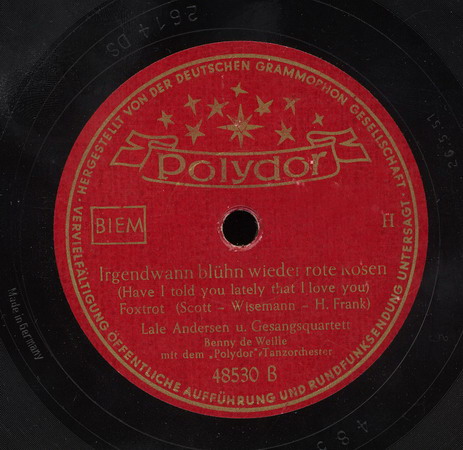 HERGESTELLT VON DER DEUTSCHEN GRAMMOPHON GESELLSCHAFT
VERVIELFÄLTIGUNG ÖFFENTLICHE AUFFÜHRUNG UND RUNDFUNKSENDUNG UNTERSAGT
Polydor
BIEM
H
Irgendwann blühn wieder rote Rosen
(Have I told you lately that I love you)
Foxtrot (Scott - Wisemann - H. Frank)
Lale Andersen u. Gesangsquartett
Benny de Weille
mit dem „Polydor"-Tanzorchester
48530 B
Made in Germany
2614 DS